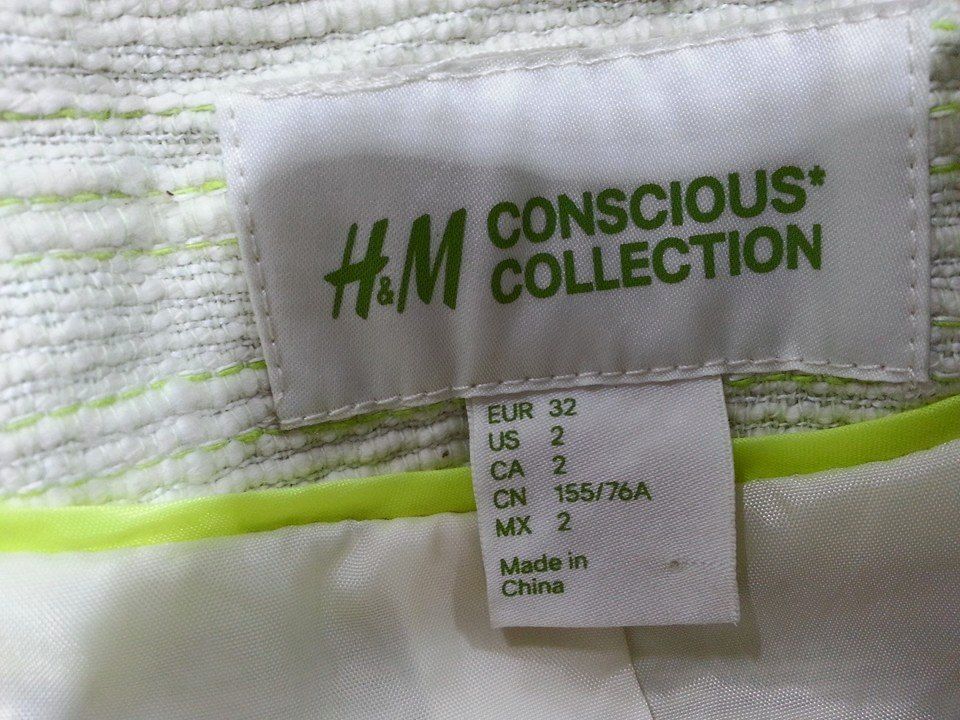 H&M CONSCIOUS*
COLLECTION
EUR 32
US 2
CA 2
CN 155/76A
MX 2
Made in
China